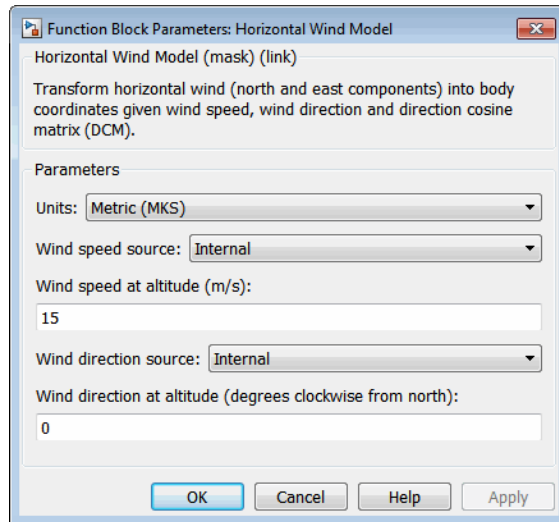 Function Block Parameters: Horizontal Wind Model
Horizontal Wind Model (mask) (link)
Transform horizontal wind (north and east components) into body
coordinates given wind speed, wind direction and direction cosine
matrix (DCM).
Parameters
Units: Metric (MKS)
Wind speed source: Internal
Wind speed at altitude (m/s):
15
Wind direction source: Internal
Wind direction at altitude (degrees clockwise from north):
0
OK Cancel Help Apply